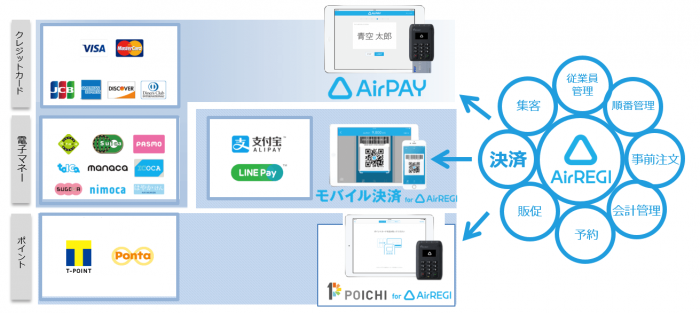 クレジットカード
VISA
MasterCard
JCB
AMERICAN EXPRESS
DISCOVER
Diners Club
青空 太郎
AirPAY
電子マネー
Suica
PASMO
manaca
SUGOCA
nimoca
支付宝
ALIPAY
LINE Pay
モバイル決済 for AirREGI
ポイント
T-POINT
Ponta
POICHI for AirREGI
従業員
管理
集客
順番管理
決済
AirREGI
事前注文
販促
会計管理
予約